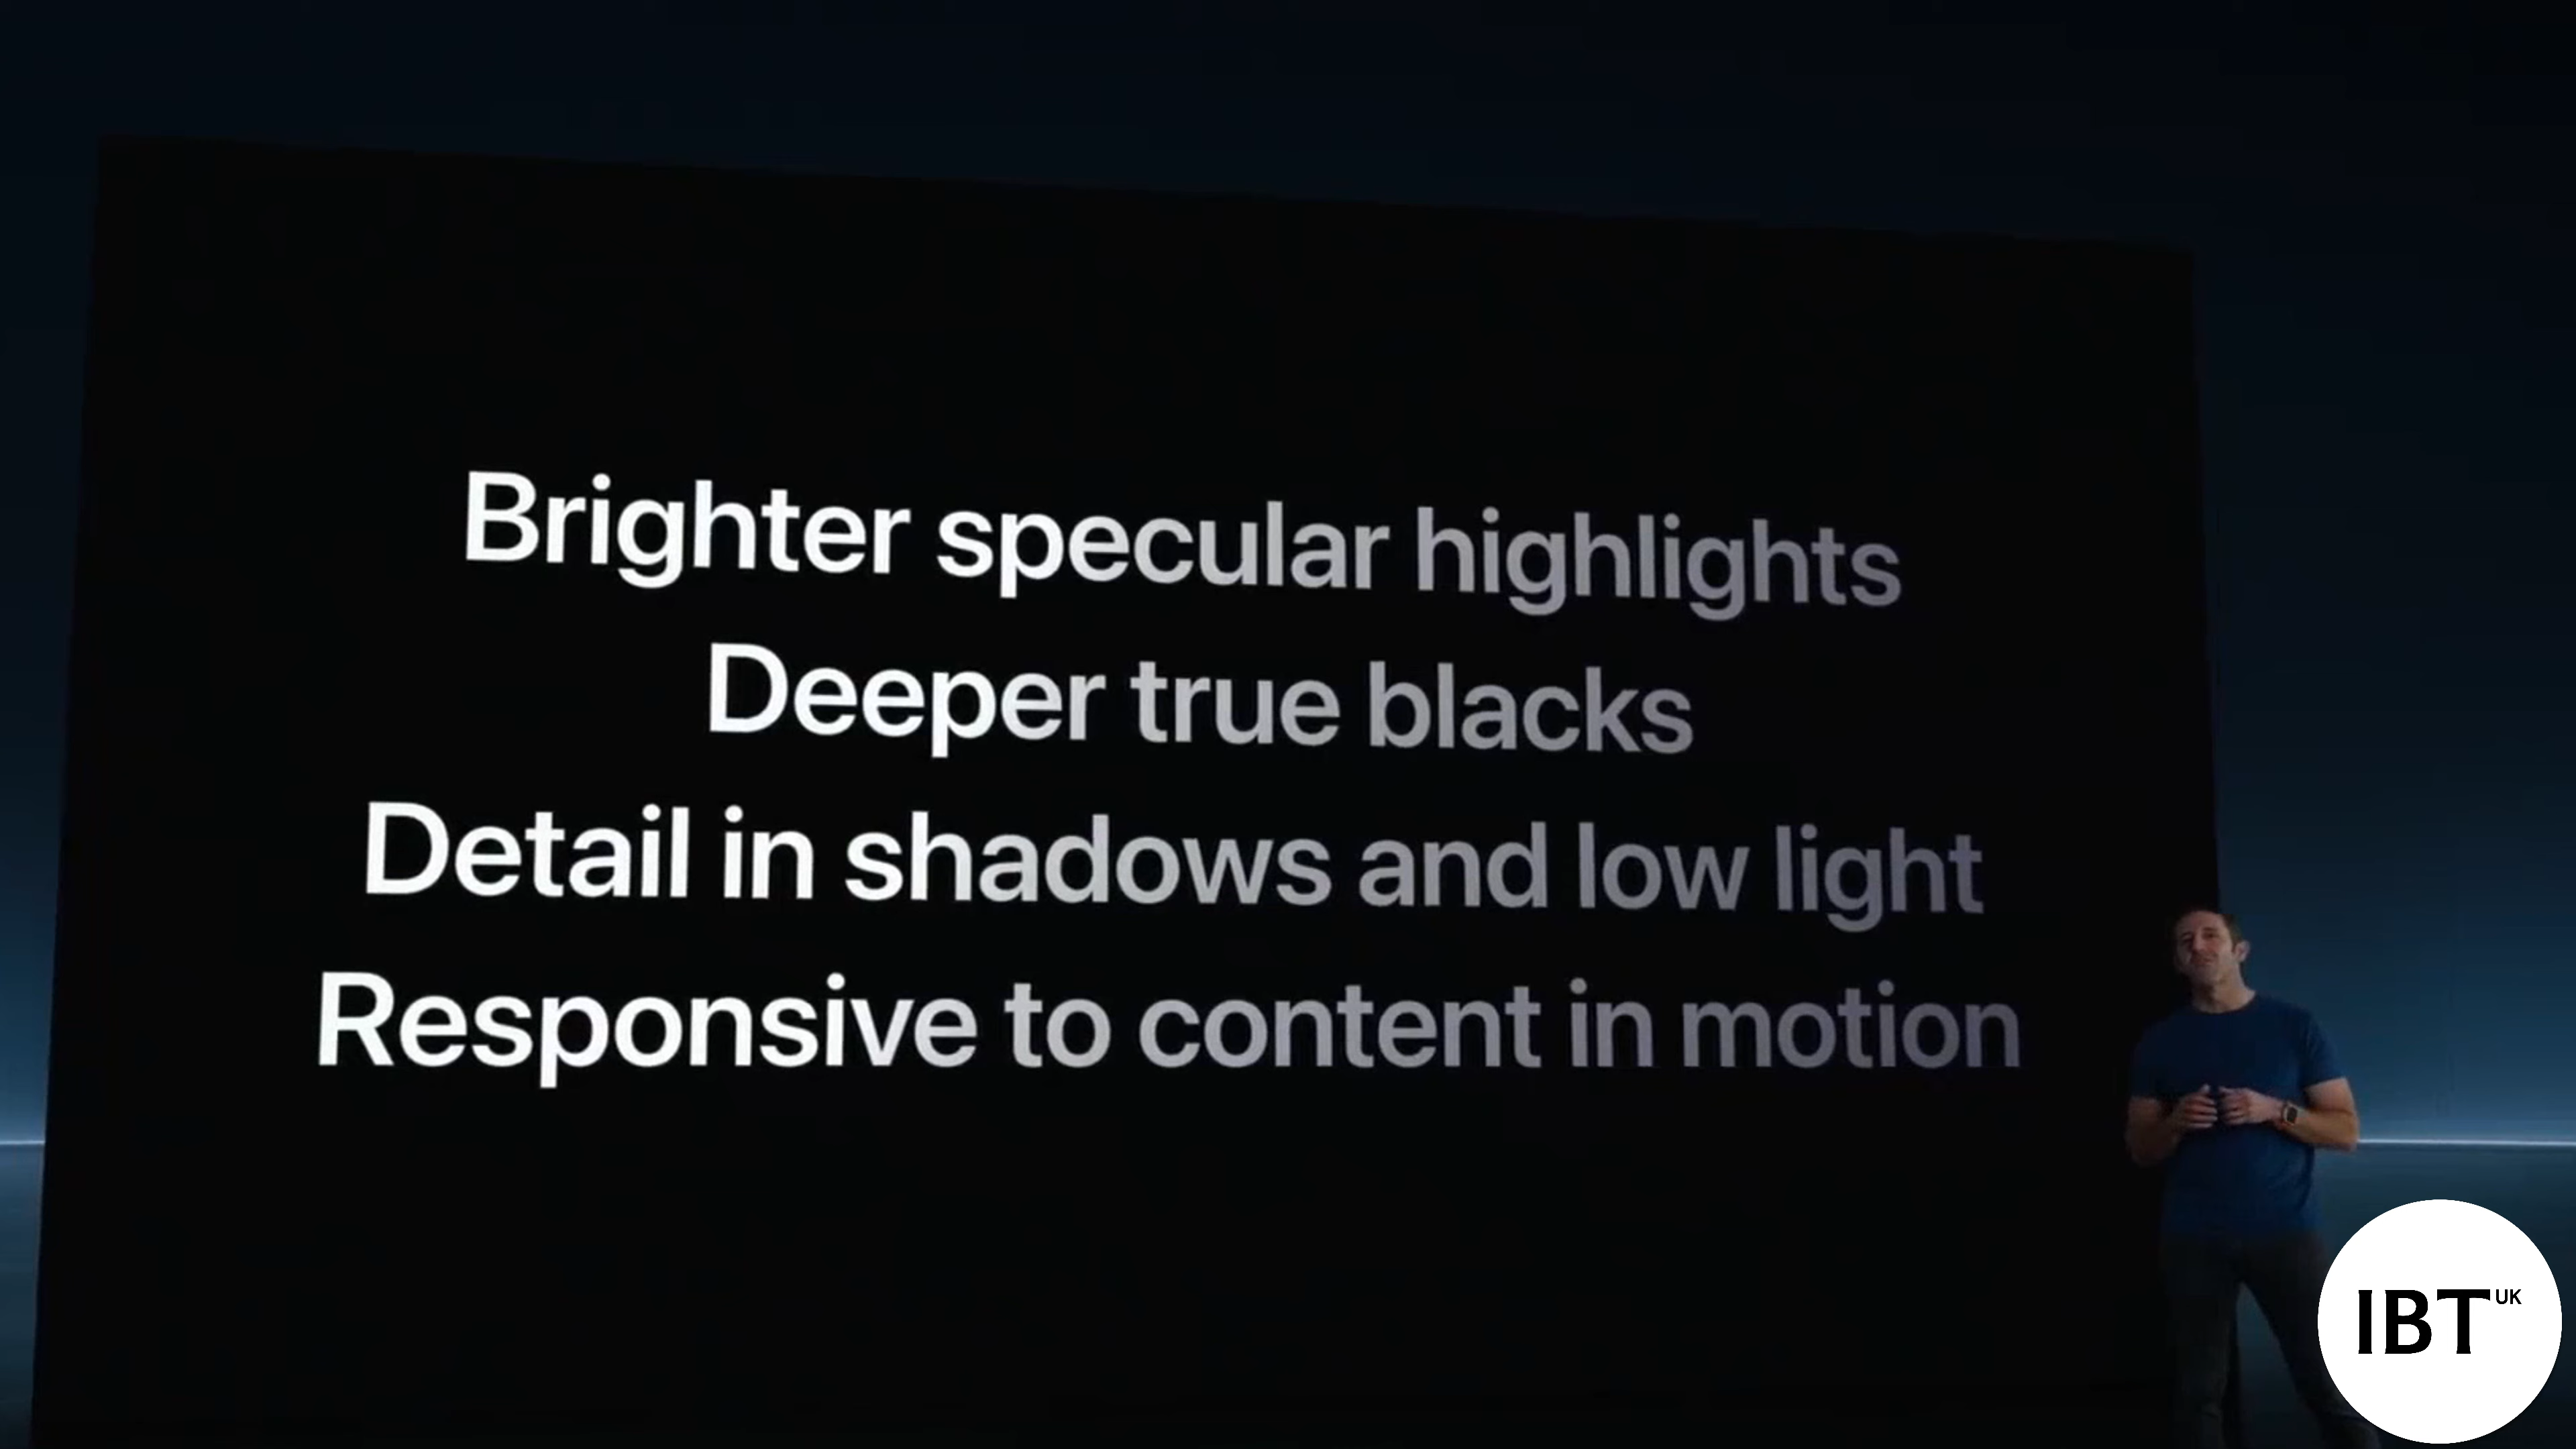 Brighter specular highlights
Deeper true blacks
Detail in shadows and low light
Responsive to content in motion
IBT UK